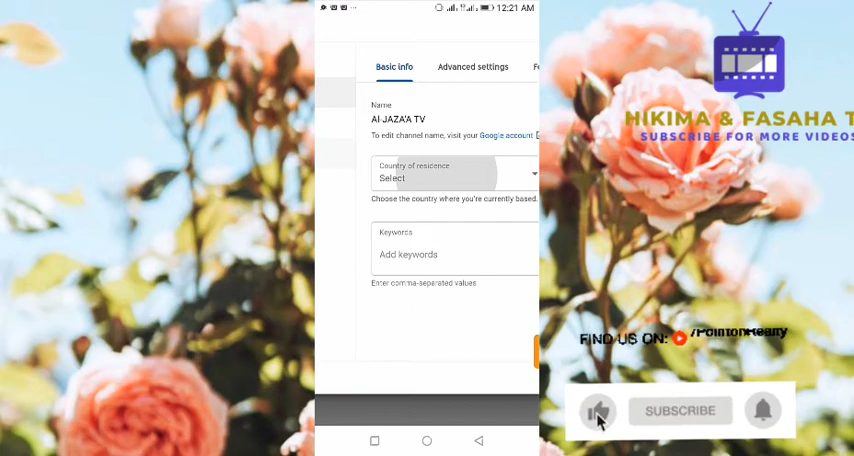 12:21 AM
Basic info
Advanced settings
Name
Al-JAZA'A TV
To edit channel name, visit your Google account
Country of residence
Select
Choose the country where you're currently based.
Keywords
Add keywords
Enter comma-separated values
HIKIMA & FASAHA T
SUBSCRIBE FOR MORE VIDEOS
FIND US ON:
SUBSCRIBE